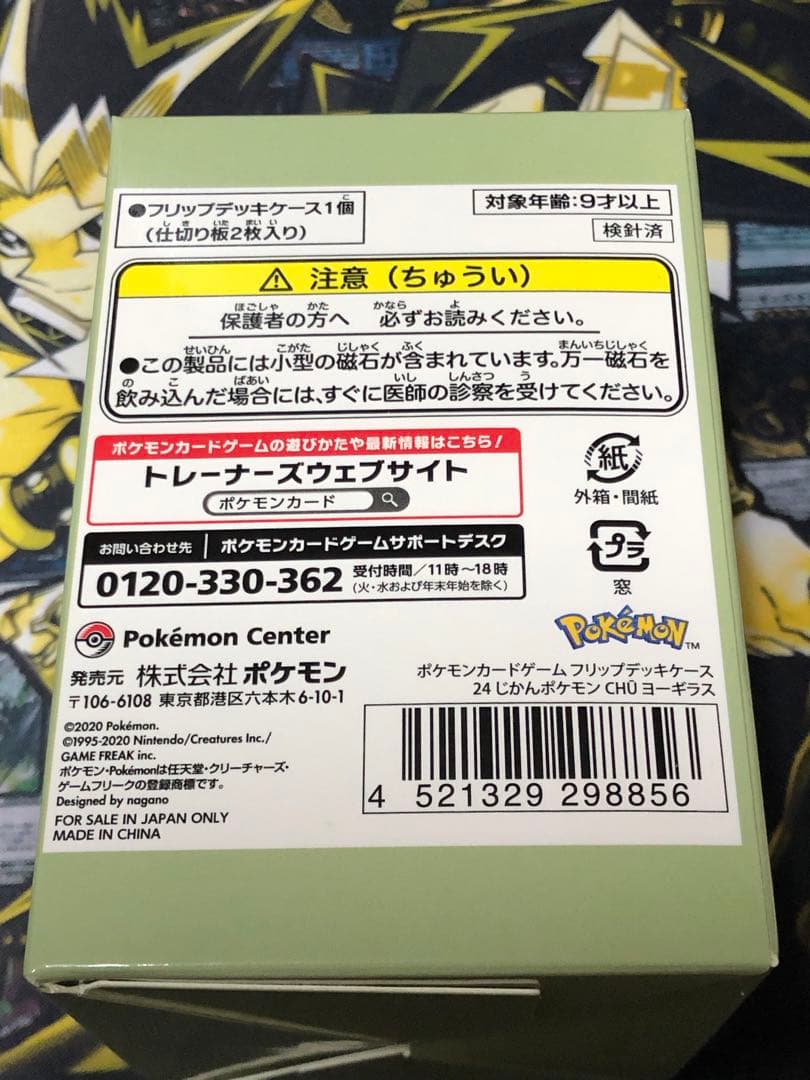 ●フリップデッキケース1個
(仕切り板2枚入り)
対象年齢:9才以上
検針済
注意(ちゅうい)
保護者の方へ 必ずお読みください。
●この製品には小型の磁石が含まれています。万一磁石を
飲み込んだ場合には、すぐに医師の診察を受けてください。
ポケモンカードゲームの遊びかたや最新情報はこちら!
トレーナーズウェブサイト
ポケモンカード
紙
外箱・間紙
お問い合わせ先 ポケモンカードゲームサポートデスク
0120-330-362 受付時間/11時~18時
(火・水および年末年始を除く)
プラ
窓
Pokémon Center
発売元 株式会社ポケモン
〒106-6108 東京都港区六本木6-10-1
POKéMON™
ポケモンカードゲーム フリップデッキケース
24 じかんポケモン CHŪ ヨーギラス
©2020 Pokémon.
©1995-2020 Nintendo/Creatures Inc./
GAME FREAK inc.
ポケモン・Pokémonは任天堂・クリーチャーズ・
ゲームフリークの登録商標です。
Designed by nagano
FOR SALE IN JAPAN ONLY
MADE IN CHINA
4 521329 298856